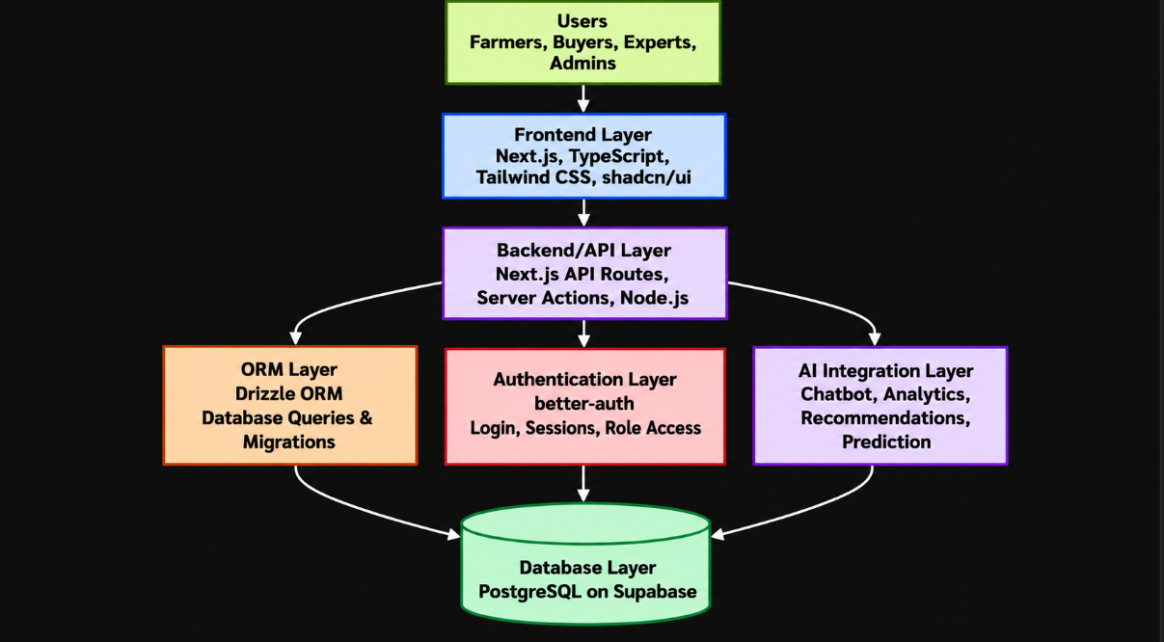 Users
Farmers, Buyers, Experts,
Admins
Frontend Layer
Next.js, TypeScript,
Tailwind CSS, shadcn/ui
Backend/API Layer
Next.js API Routes,
Server Actions, Node.js
ORM Layer
Drizzle ORM
Database Queries &
Migrations
Authentication Layer
better-auth
Login, Sessions, Role Access
AI Integration Layer
Chatbot, Analytics,
Recommendations,
Prediction
Database Layer
PostgreSQL on Supabase